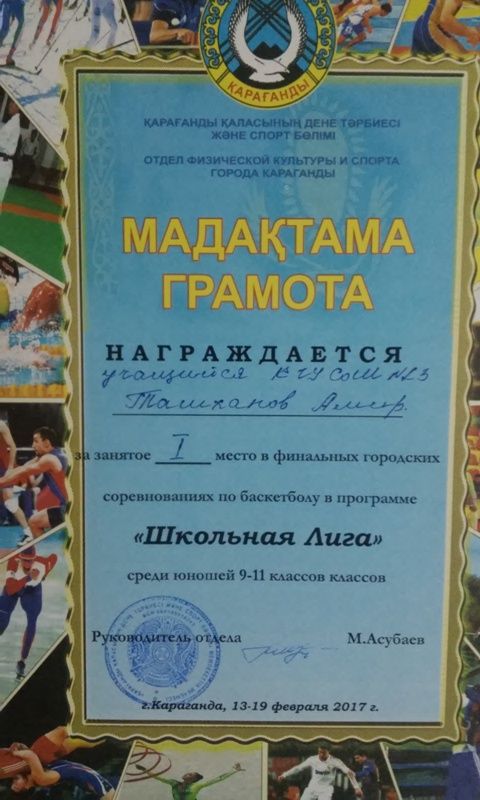 ҚАРАҒАНДЫ
ҚАРАҒАНДЫ ҚАЛАСЫНЫҢ ДЕНЕ ТӘРБИЕСІ
ЖӘНЕ СПОРТ БӨЛІМІ
ОТДЕЛ ФИЗИЧЕСКОЙ КУЛЬТУРЫ И СПОРТА
ГОРОДА КАРАГАНДЫ
МАДАҚТАМА
ГРАМОТА
НАГРАЖДАЕТСЯ
учащийся КГУ СОШ №23
Ташханов Амир.
за занятое I место в финальных городских
соревнованиях по баскетболу в программе
«Школьная Лига»
среди юношей 9-11 классов классов
Руководитель отдела М.Асубаев
г.Караганда, 13-19 февраля 2017 г.